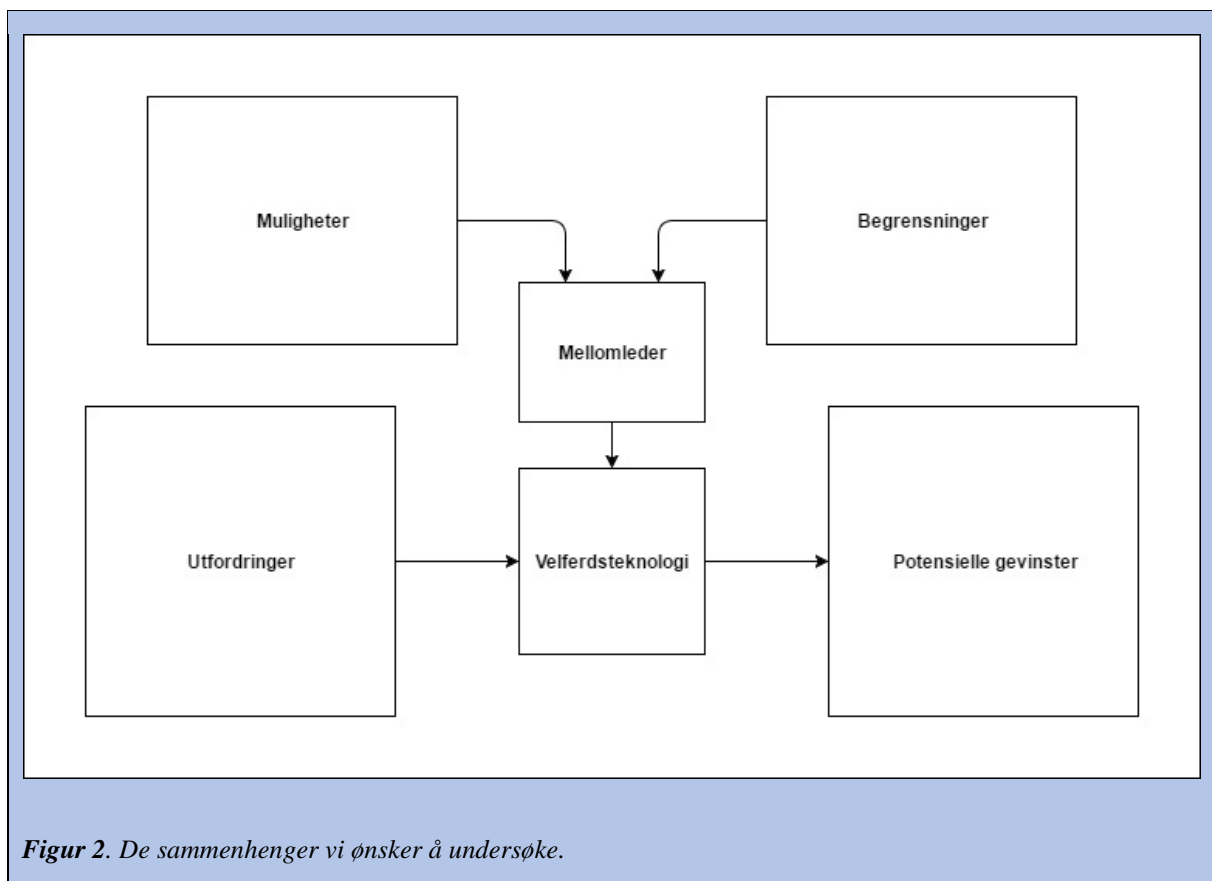 Muligheter
Begrensninger
Mellomleder
Utfordringer
Velferdsteknologi
Potensielle gevinster
Figur 2. De sammenhenger vi ønsker å undersøke.